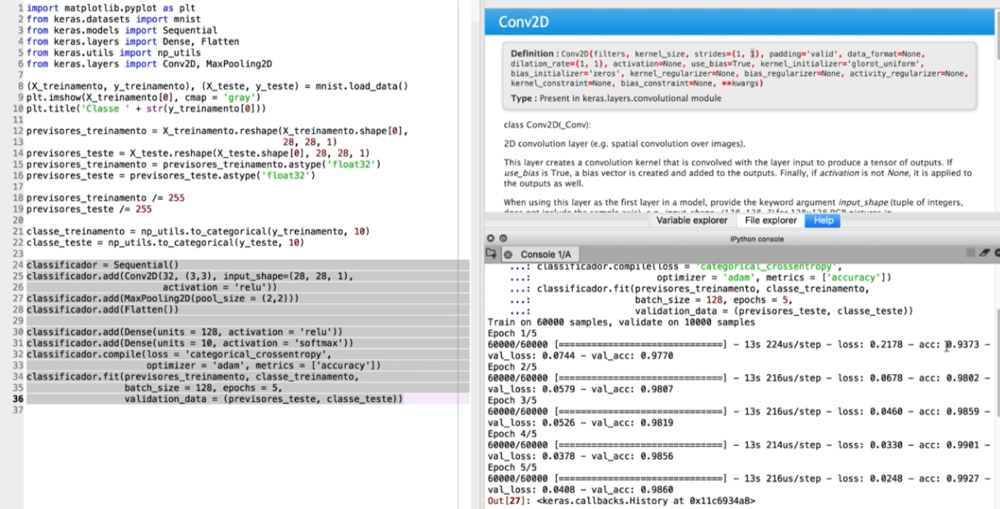 1 import matplotlib.pyplot as plt
2 from keras.datasets import mnist
3 from keras.models import Sequential
4 from keras.layers import Dense, Flatten
5 from keras.utils import np_utils
6 from keras.layers import Conv2D, MaxPooling2D
7
8 (X_treinamento, y_treinamento), (X_teste, y_teste) = mnist.load_data()
9 plt.imshow(X_treinamento[0], cmap = 'gray')
10 plt.title('Classe ' + str(y_treinamento[0]))
11
12 previsores_treinamento = X_treinamento.reshape(X_treinamento.shape[0],
13 28, 28, 1)
14 previsores_teste = X_teste.reshape(X_teste.shape[0], 28, 28, 1)
15 previsores_treinamento = previsores_treinamento.astype('float32')
16 previsores_teste = previsores_teste.astype('float32')
17
18 previsores_treinamento /= 255
19 previsores_teste /= 255
20
21 classe_treinamento = np_utils.to_categorical(y_treinamento, 10)
22 classe_teste = np_utils.to_categorical(y_teste, 10)
23
24 classificador = Sequential()
25 classificador.add(Conv2D(32, (3,3), input_shape=(28, 28, 1),
26 activation = 'relu'))
27 classificador.add(MaxPooling2D(pool_size = (2,2)))
28 classificador.add(Flatten())
29
30 classificador.add(Dense(units = 128, activation = 'relu'))
31 classificador.add(Dense(units = 10, activation = 'softmax'))
32 classificador.compile(loss = 'categorical_crossentropy',
33 optimizer = 'adam', metrics = ['accuracy'])
34 classificador.fit(previsores_treinamento, classe_treinamento,
35 batch_size = 128, epochs = 5,
36 validation_data = (previsores_teste, classe_teste))
37
Conv2D
Definition : Conv2D(filters, kernel_size, strides=(1, 1), padding='valid', data_format=None,
dilation_rate=(1, 1), activation=None, use_bias=True, kernel_initializer='glorot_uniform',
bias_initializer='zeros', kernel_regularizer=None, bias_regularizer=None, activity_regularizer=None,
kernel_constraint=None, bias_constraint=None, **kwargs)
Type : Present in keras.layers.convolutional module
class Conv2D(_Conv):
2D convolution layer (e.g. spatial convolution over images).
This layer creates a convolution kernel that is convolved with the layer input to produce a tensor of outputs. If
use_bias is True, a bias vector is created and added to the outputs. Finally, if activation is not None, it is applied to
the outputs as well.
When using this layer as the first layer in a model, provide the keyword argument input_shape (tuple of integers,
does not include the sample axis), e.g. input_shape=(128, 128, 3) for 128x128 RGB pictures in
Variable explorer File explorer Help
IPython console
Console 1/A
...: classificador.compile(loss = 'categorical_crossentropy',
...: optimizer = 'adam', metrics = ['accuracy'])
...: classificador.fit(previsores_treinamento, classe_treinamento,
...: batch_size = 128, epochs = 5,
...: validation_data = (previsores_teste, classe_teste))
Train on 60000 samples, validate on 10000 samples
Epoch 1/5
60000/60000 [==============================] - 13s 224us/step - loss: 0.2178 - acc: 0.9373 -
val_loss: 0.0744 - val_acc: 0.9770
Epoch 2/5
60000/60000 [==============================] - 13s 216us/step - loss: 0.0678 - acc: 0.9802 -
val_loss: 0.0579 - val_acc: 0.9807
Epoch 3/5
60000/60000 [==============================] - 13s 216us/step - loss: 0.0460 - acc: 0.9859 -
val_loss: 0.0526 - val_acc: 0.9819
Epoch 4/5
60000/60000 [==============================] - 13s 214us/step - loss: 0.0330 - acc: 0.9901 -
val_loss: 0.0378 - val_acc: 0.9856
Epoch 5/5
60000/60000 [==============================] - 13s 216us/step - loss: 0.0248 - acc: 0.9927 -
val_loss: 0.0408 - val_acc: 0.9860
Out[27]: <keras.callbacks.History at 0x11c6934a8>